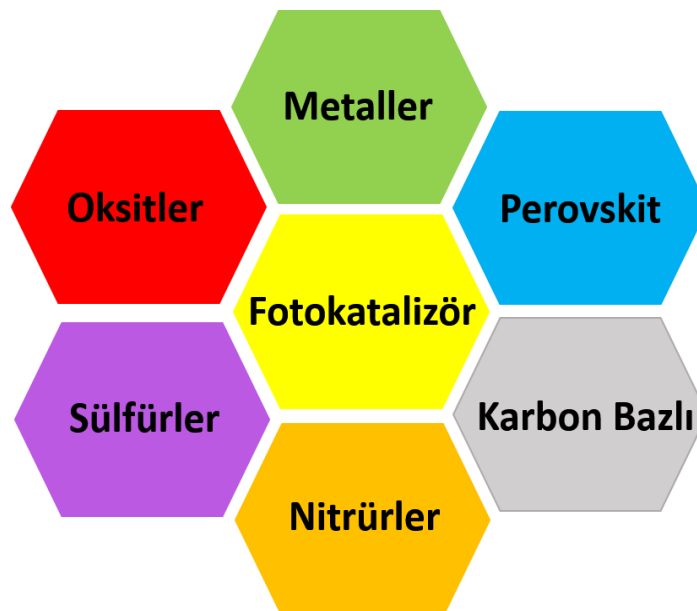 Metaller
Oksitler
Perovskit
Fotokatalizör
Sülfürler
Karbon Bazlı
Nitrürler